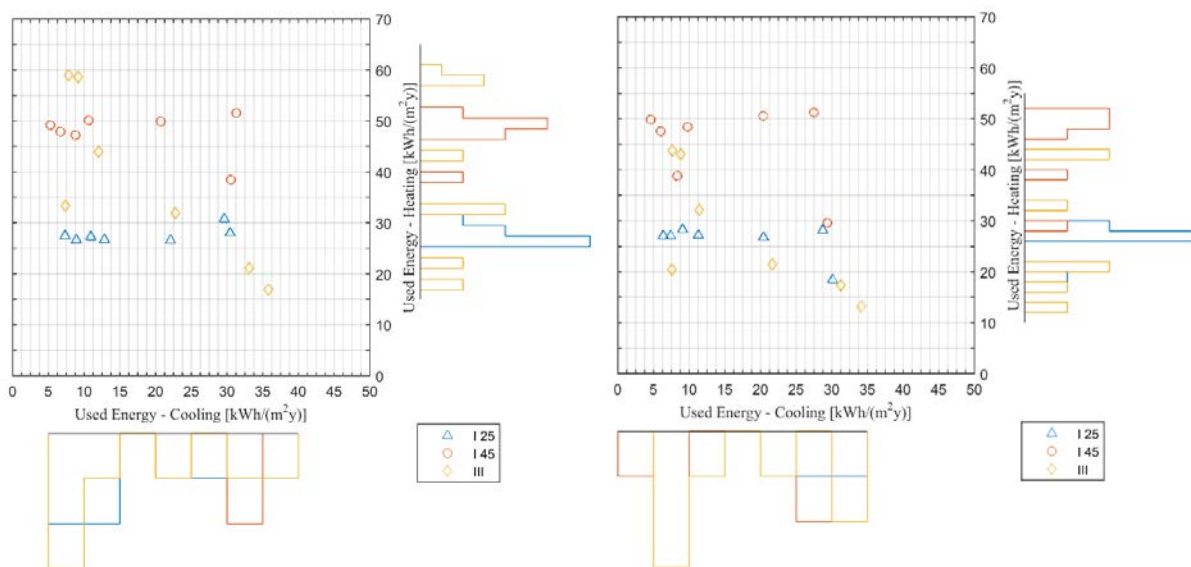 70
60
50
40
30
20
10
0
Used Energy - Heating [kWh/(m²y)]
0 5 10 15 20 25 30 35 40 45 50
Used Energy - Cooling [kWh/(m²y)]
I 25
I 45
III
70
60
50
40
30
20
10
0
Used Energy - Heating [kWh/(m²y)]
0 5 10 15 20 25 30 35 40 45 50
Used Energy - Cooling [kWh/(m²y)]
I 25
I 45
III